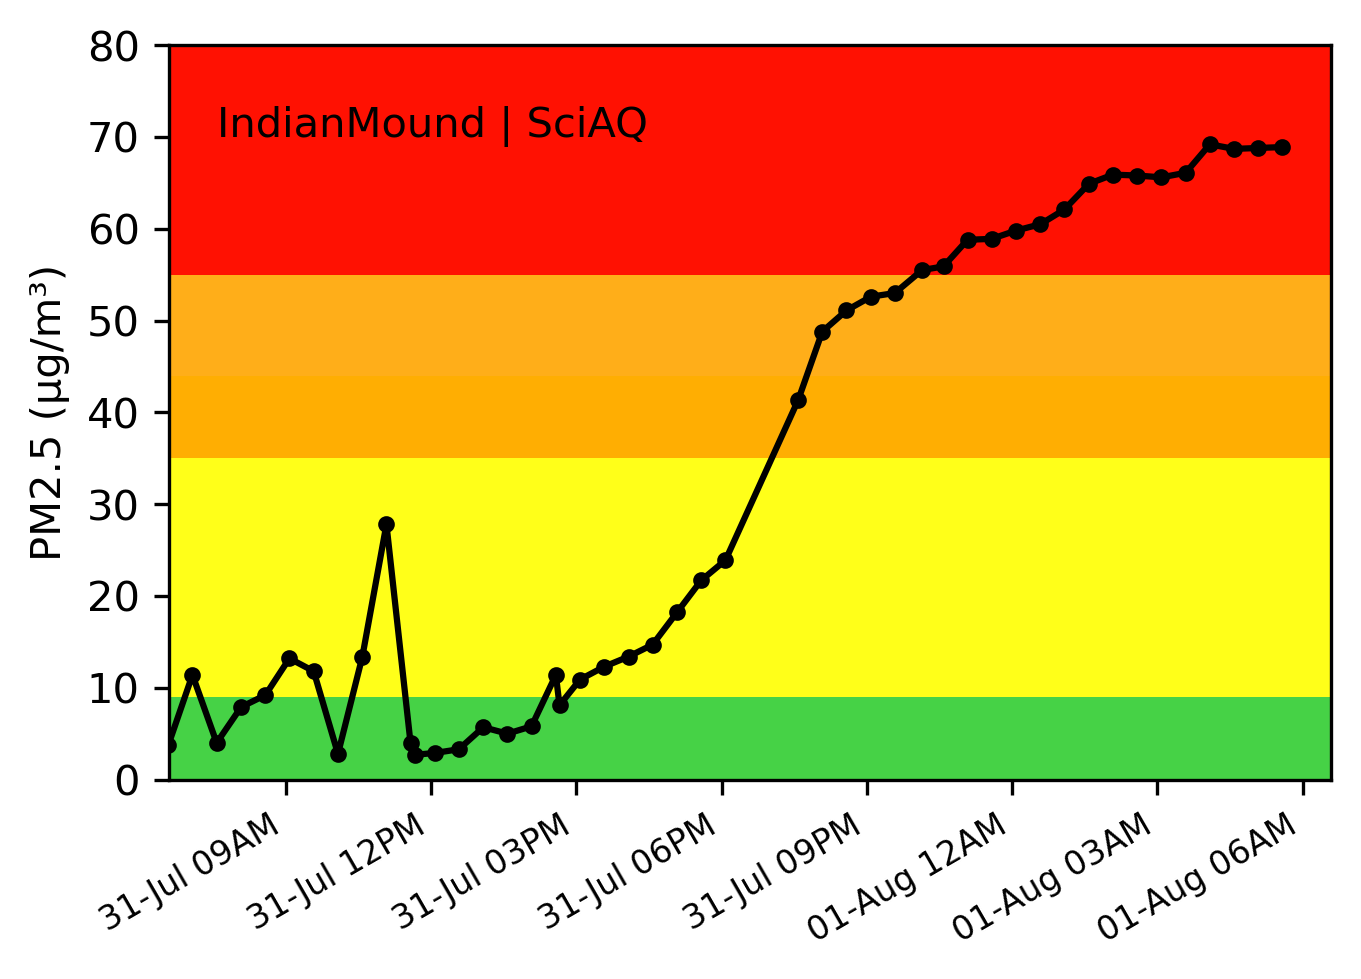 80
IndianMound | SciAQ
70
60
50
40
30
20
10
0
PM2.5 (µg/m³)
31-Jul 09AM
31-Jul 12PM
31-Jul 03PM
31-Jul 06PM
31-Jul 09PM
01-Aug 12AM
01-Aug 03AM
01-Aug 06AM